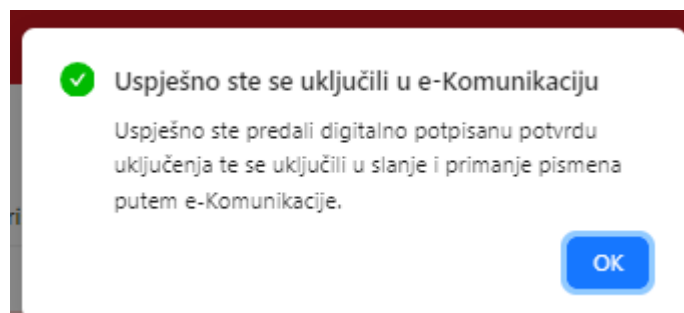 Uspješno ste se uključili u e-Komunikaciju
Uspješno ste predali digitalno potpisanu potvrdu
uključenja te se uključili u slanje i primanje pismena
putem e-Komunikacije.
ri
OK